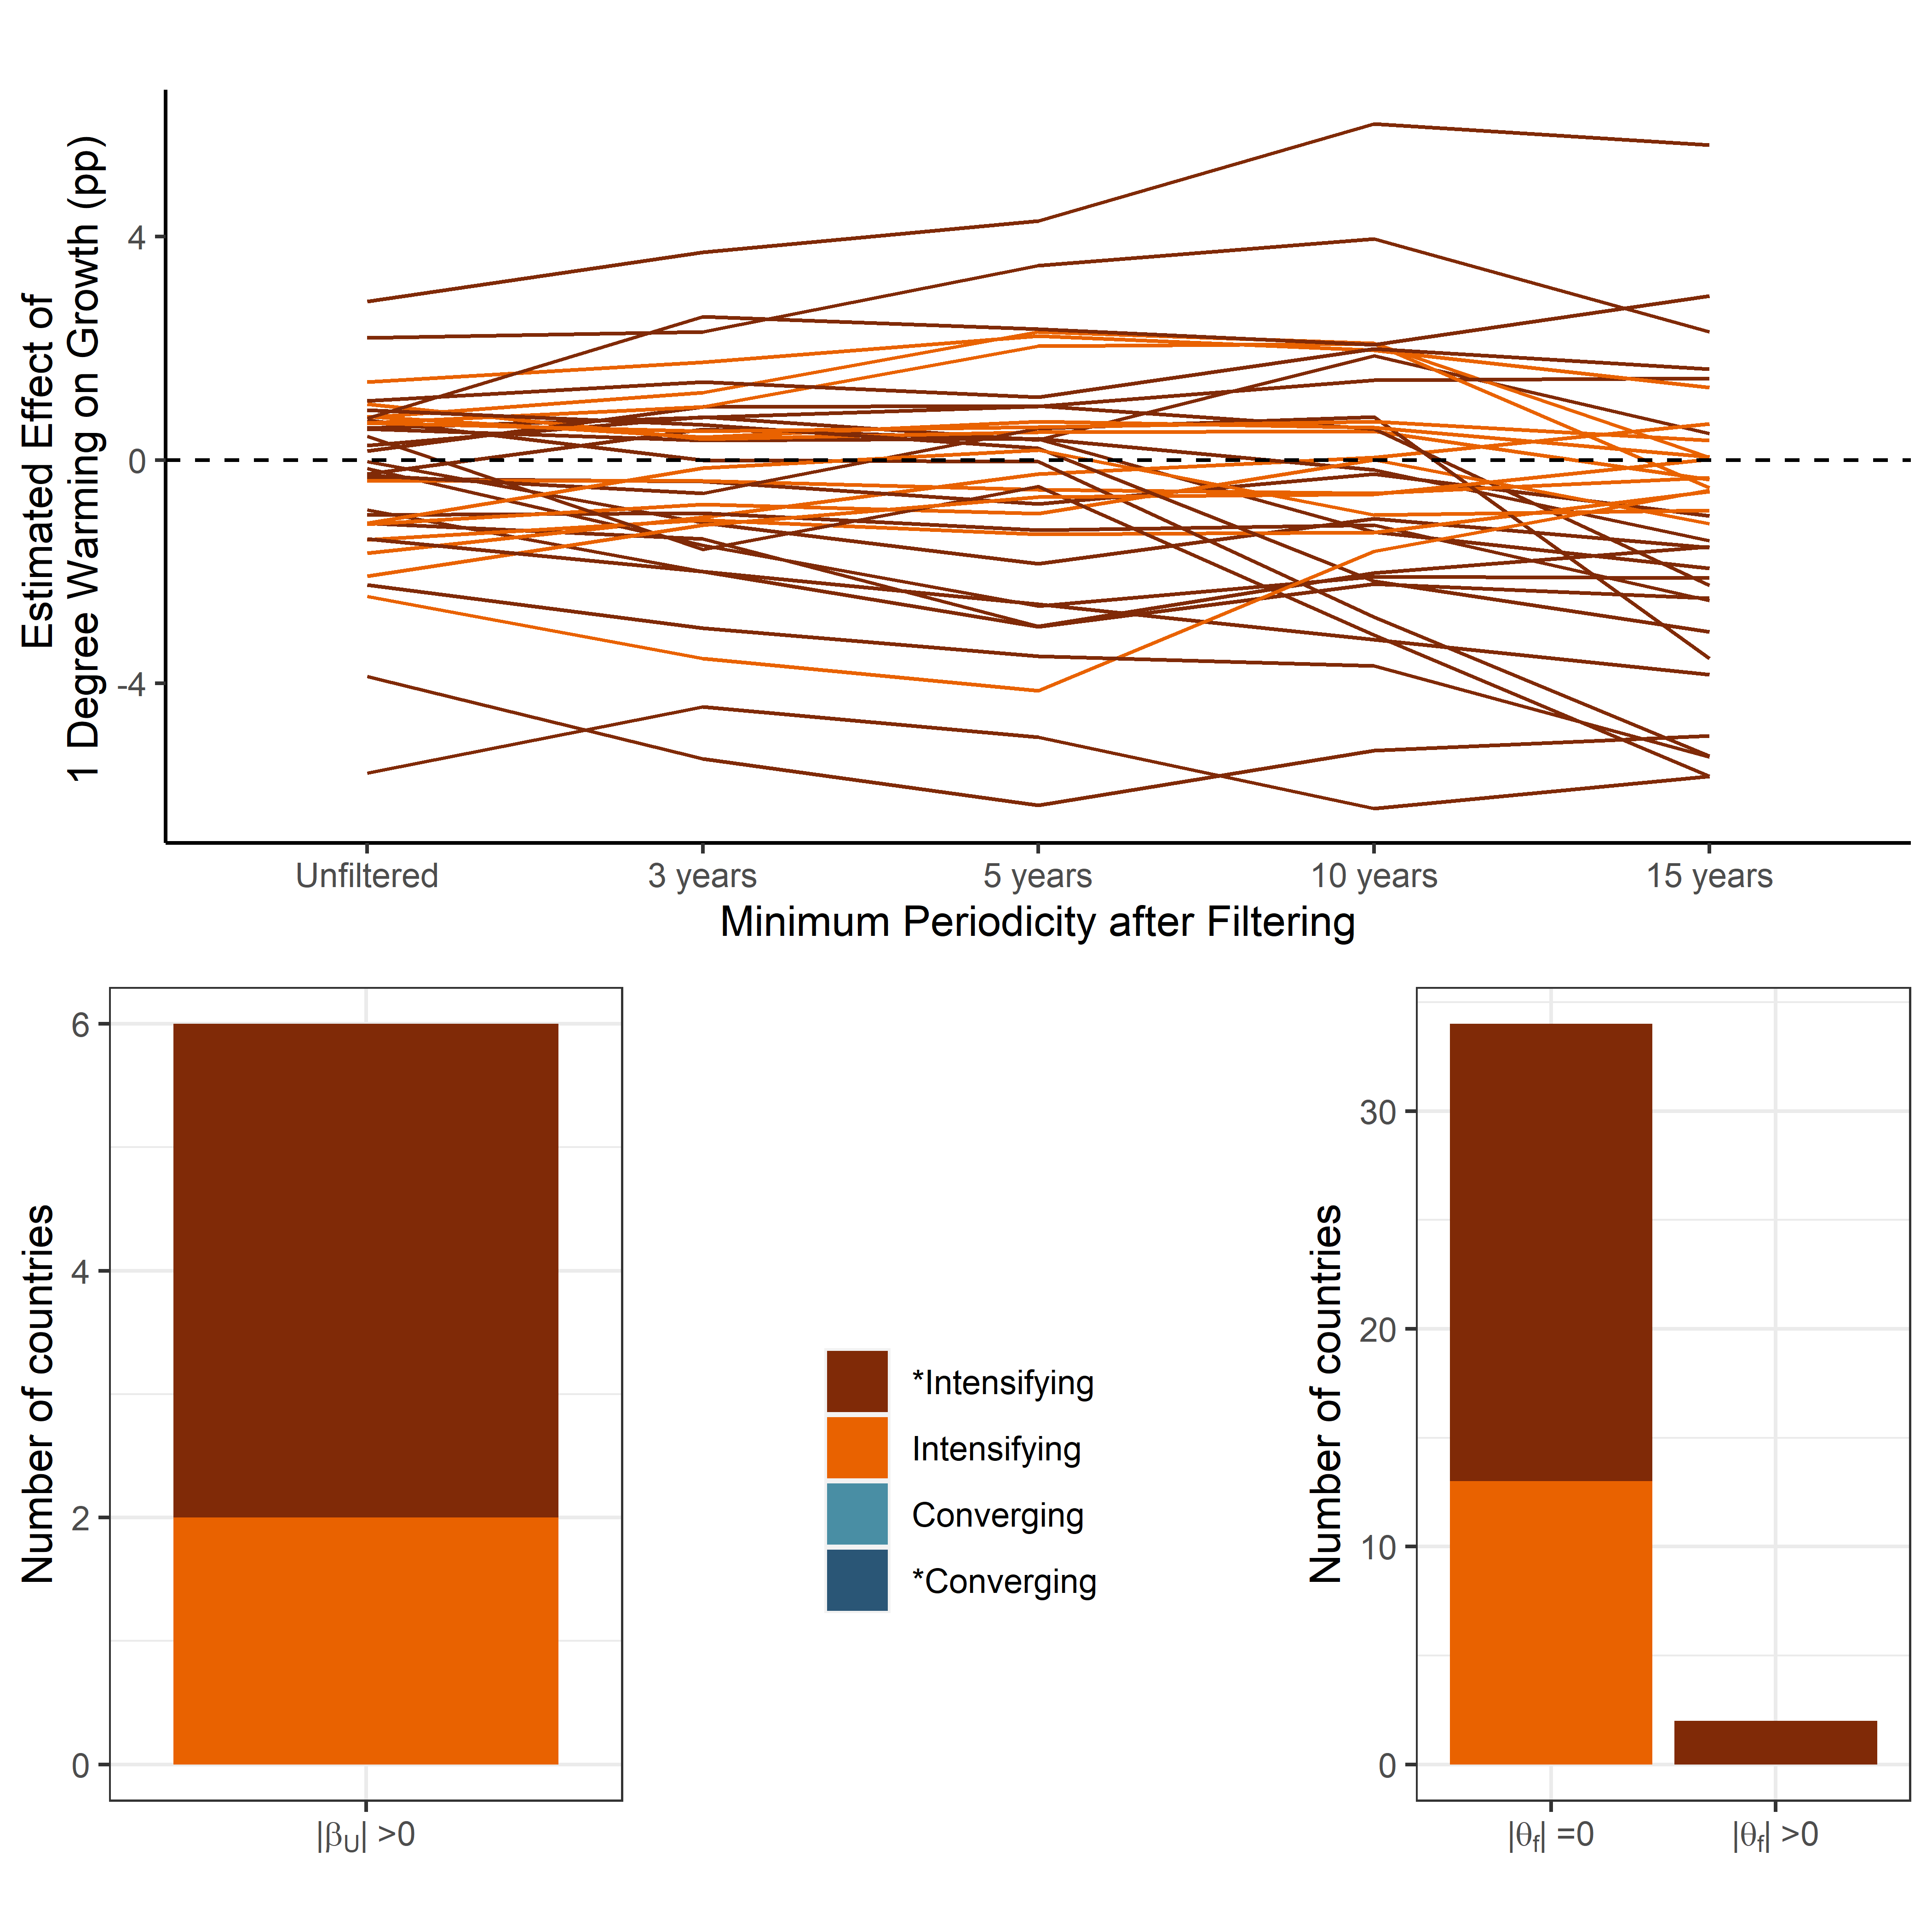 Estimated Effect of
1 Degree Warming on Growth (pp)
4
0
-4
Unfiltered 3 years 5 years 10 years 15 years
Minimum Periodicity after Filtering
Number of countries
6
4
2
0
|βU| >0
*Intensifying
Intensifying
Converging
*Converging
Number of countries
30
20
10
0
|θf| =0 |θf| >0